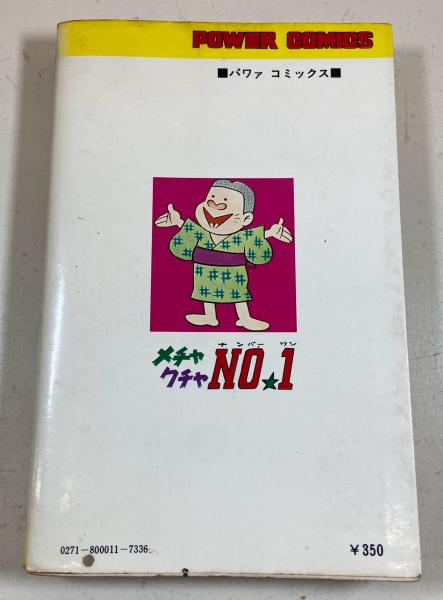 POWER COMICS
■パワァ コミックス■
メチャ
クチャ
ナンバー ワン
NO★1
0271-800011-7336
¥350